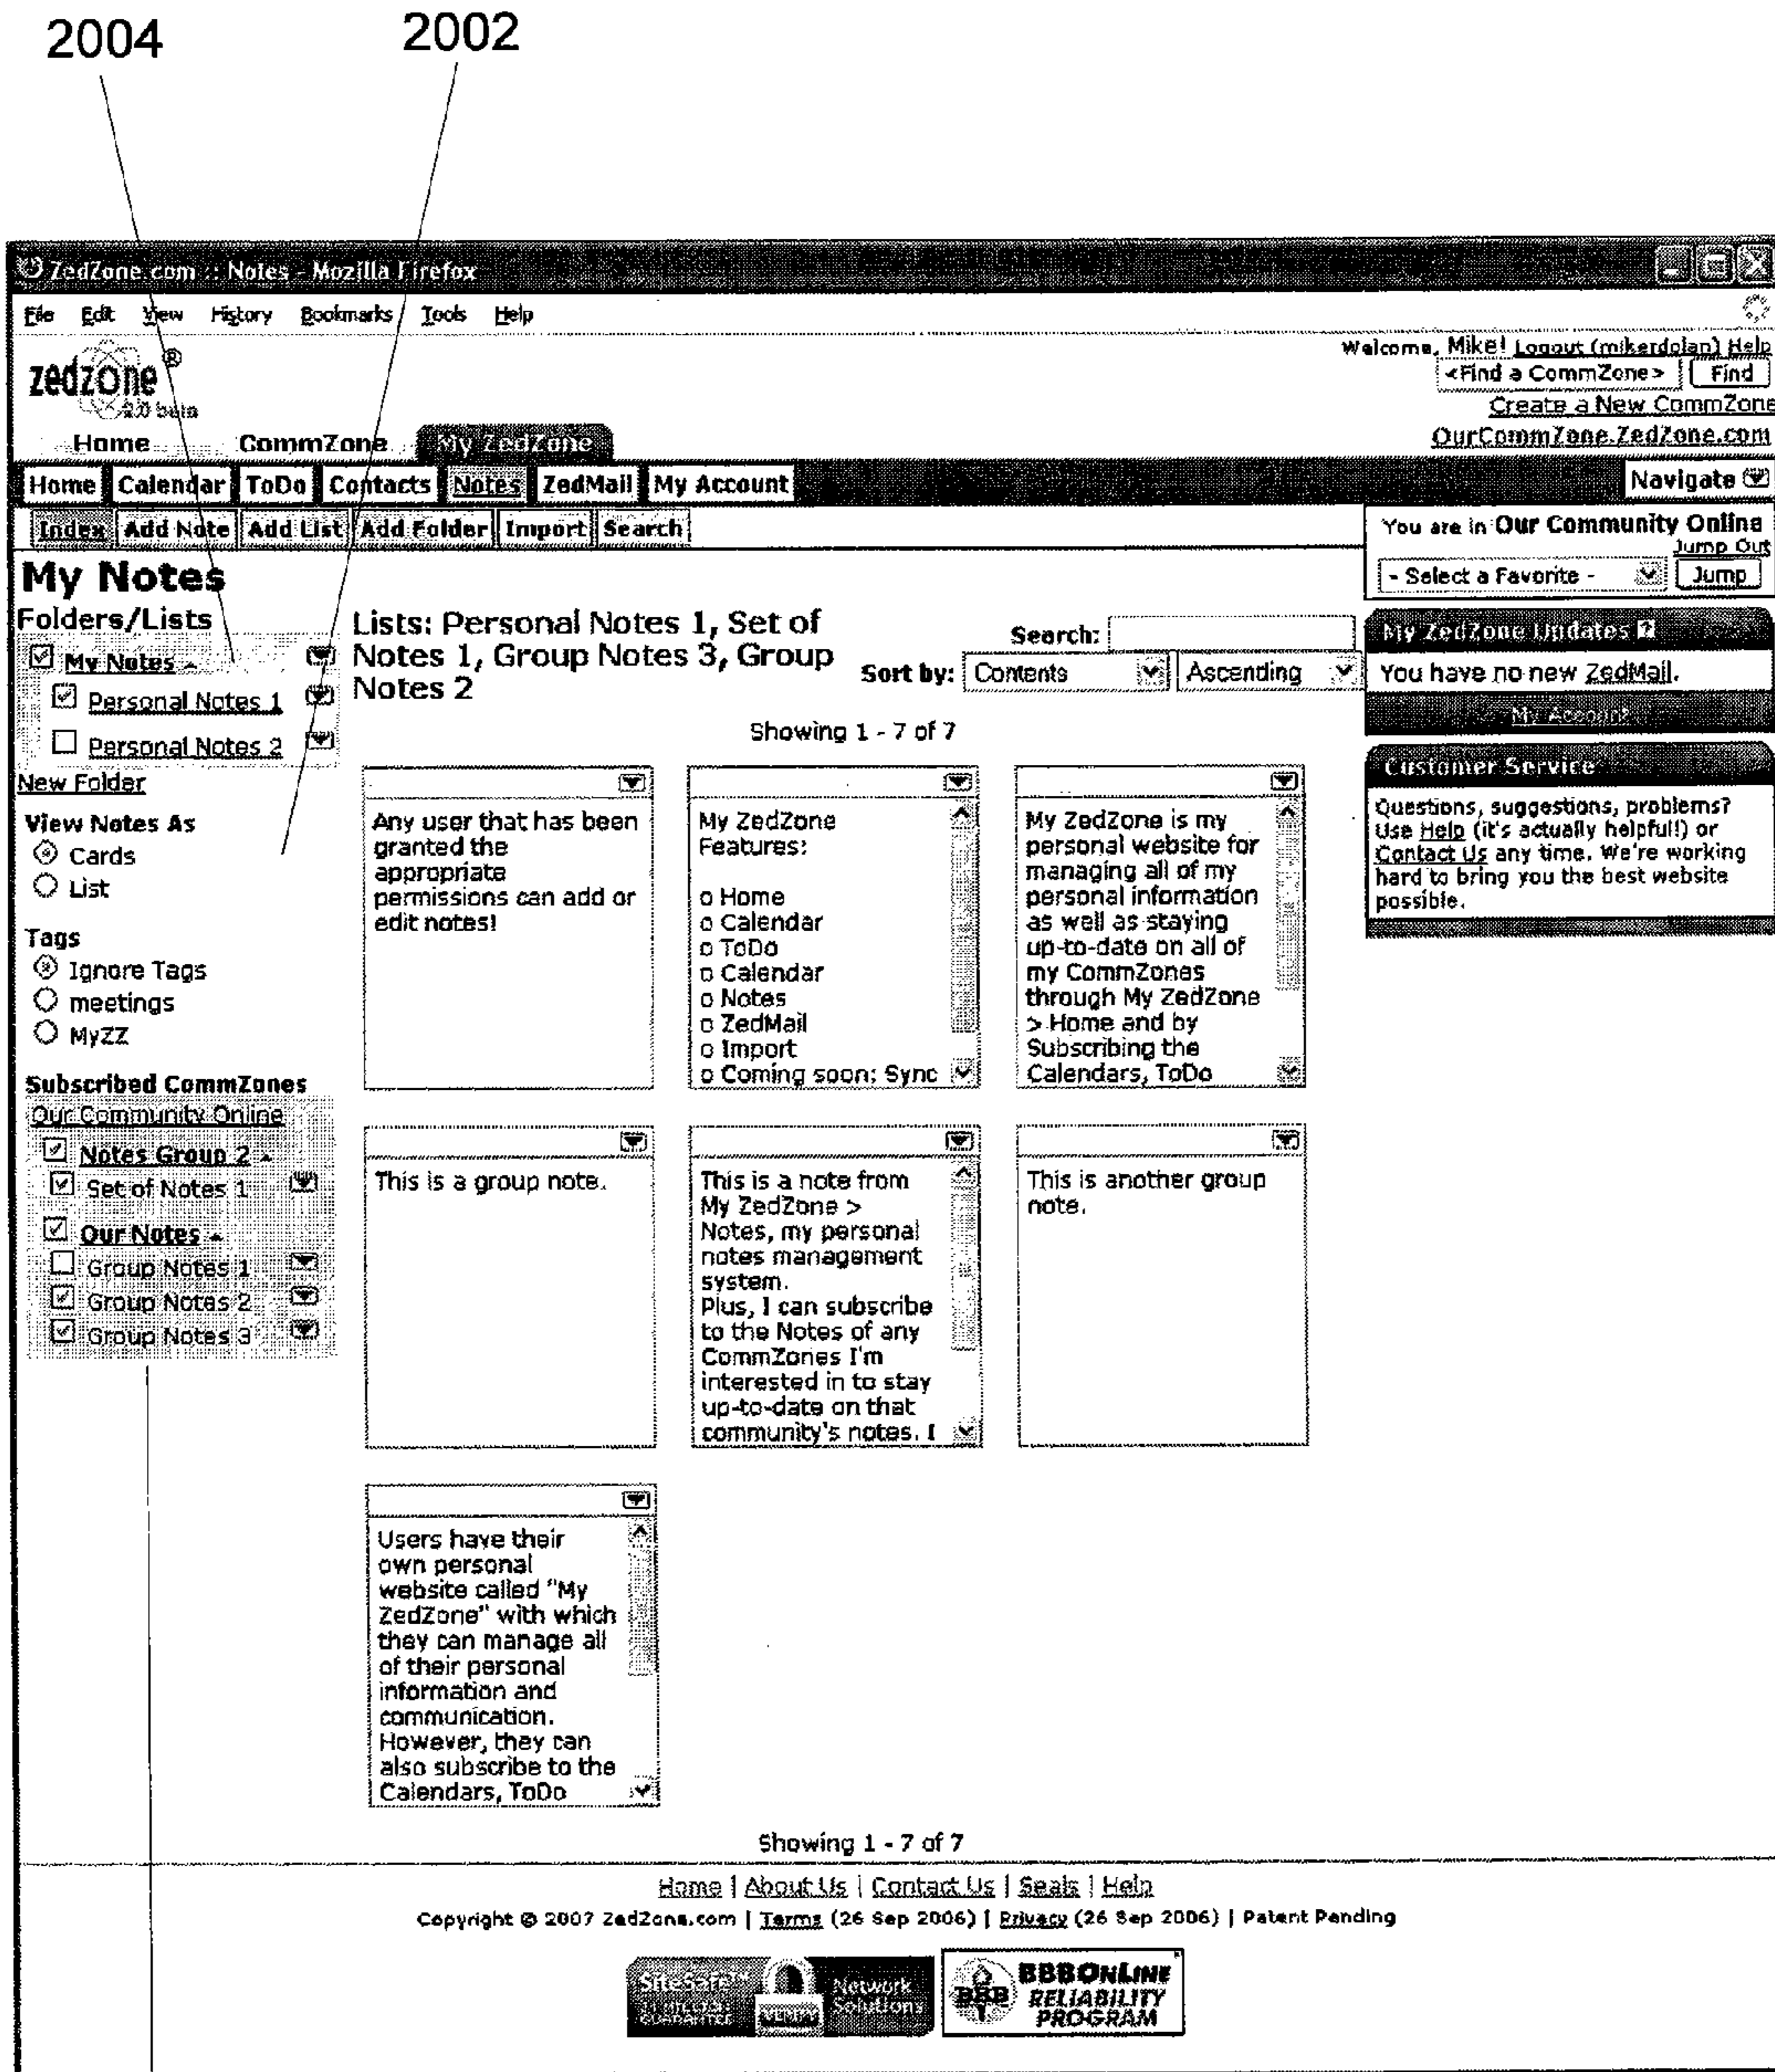 2004
2002
ZedZone.com :: Notes - Mozilla Firefox
File Edit View History Bookmarks Tools Help
zedzone®
2.0 beta
Welcome, Mike! Logout (mikerdolan) Help
<Find a CommZone> Find
Create a New CommZone
OurCommZone.ZedZone.com
Home CommZone My ZedZone
Home Calendar ToDo Contacts Notes ZedMail My Account Navigate
Index Add Note Add List Add Folder Import Search
You are in Our Community Online
Jump Out
- Select a Favorite - Jump
My Notes
Folders/Lists
My Notes
Personal Notes 1
Personal Notes 2
New Folder
View Notes As
Cards
List
Tags
Ignore Tags
meetings
MyZZ
Subscribed CommZones
Our Community Online
Notes Group 2
Set of Notes 1
Our Notes
Group Notes 1
Group Notes 2
Group Notes 3
Lists: Personal Notes 1, Set of
Notes 1, Group Notes 3, Group
Notes 2
Search:
Sort by: Contents Ascending
Showing 1 - 7 of 7
Any user that has been
granted the
appropriate
permissions can add or
edit notes!
My ZedZone
Features:
o Home
o Calendar
o ToDo
o Calendar
o Notes
o ZedMail
o Import
o Coming soon: Sync
My ZedZone is my
personal website for
managing all of my
personal information
as well as staying
up-to-date on all of
my CommZones
through My ZedZone
> Home and by
Subscribing the
Calendars, ToDo
This is a group note.
This is a note from
My ZedZone >
Notes, my personal
notes management
system.
Plus, I can subscribe
to the Notes of any
CommZones I'm
interested in to stay
up-to-date on that
community's notes. I
This is another group
note.
Users have their
own personal
website called "My
ZedZone" with which
they can manage all
of their personal
information and
communication.
However, they can
also subscribe to the
Calendars, ToDo
My ZedZone Updates ?
You have no new ZedMail.
My Account
Customer Service
Questions, suggestions, problems?
Use Help (it's actually helpful!) or
Contact Us any time. We're working
hard to bring you the best website
possible.
Showing 1 - 7 of 7
Home | About Us | Contact Us | Seals | Help
Copyright © 2007 ZedZone.com | Terms (26 Sep 2006) | Privacy (26 Sep 2006) | Patent Pending
SiteSafe™
GUARANTEE
VERIFY
Network
Solutions
BBB
BBBONLINE
RELIABILITY
PROGRAM